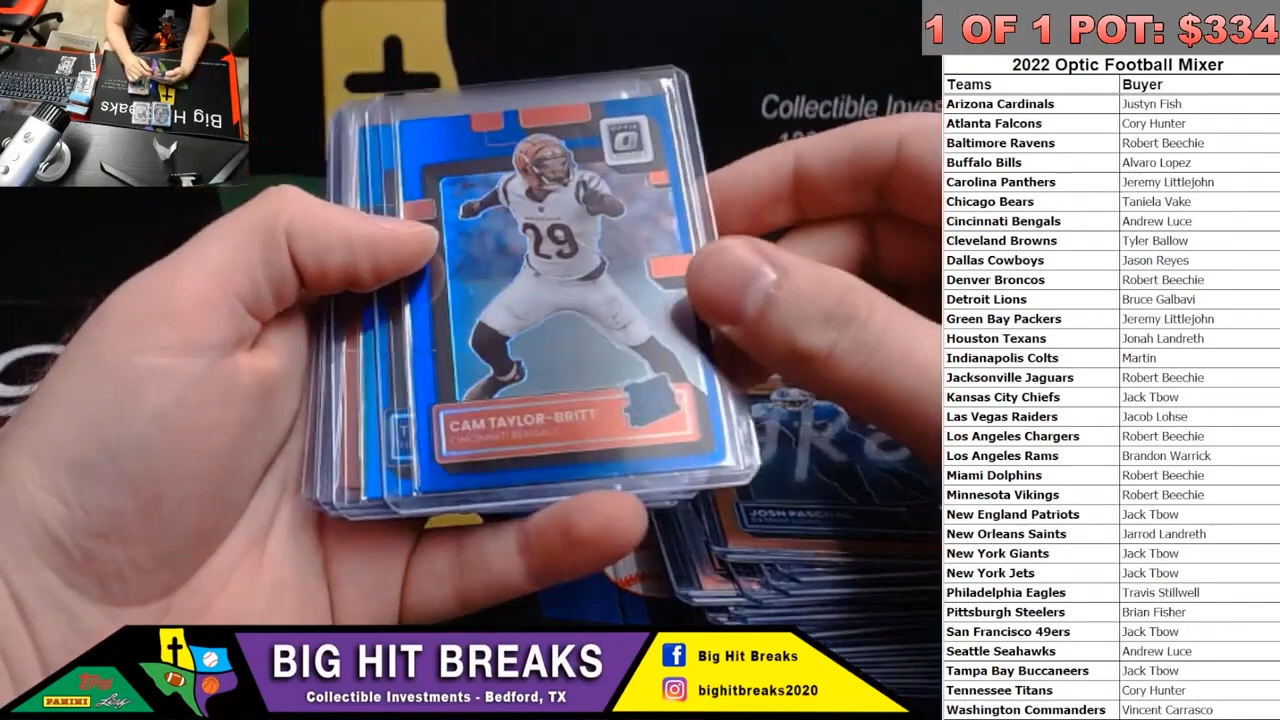 1 OF 1 POT: $334
2022 Optic Football Mixer
Teams Buyer
Arizona Cardinals Justyn Fish
Atlanta Falcons Cory Hunter
Baltimore Ravens Robert Beechie
Buffalo Bills Alvaro Lopez
Carolina Panthers Jeremy Littlejohn
Chicago Bears Taniela Vake
Cincinnati Bengals Andrew Luce
Cleveland Browns Tyler Ballow
Dallas Cowboys Jason Reyes
Denver Broncos Robert Beechie
Detroit Lions Bruce Galbavi
Green Bay Packers Jeremy Littlejohn
Houston Texans Jonah Landreth
Indianapolis Colts Martin
Jacksonville Jaguars Robert Beechie
Kansas City Chiefs Jack Tbow
Las Vegas Raiders Jacob Lohse
Los Angeles Chargers Robert Beechie
Los Angeles Rams Brandon Warrick
Miami Dolphins Robert Beechie
Minnesota Vikings Robert Beechie
New England Patriots Jack Tbow
New Orleans Saints Jarrod Landreth
New York Giants Jack Tbow
New York Jets Jack Tbow
Philadelphia Eagles Travis Stillwell
Pittsburgh Steelers Brian Fisher
San Francisco 49ers Jack Tbow
Seattle Seahawks Andrew Luce
Tampa Bay Buccaneers Jack Tbow
Tennessee Titans Cory Hunter
Washington Commanders Vincent Carrasco
Big Hit Breaks
Collectible
29
CAM TAYLOR-BRITT
CINCINNATI BENGALS
JOSH
Topps
PANINI
Leaf
BIG HIT BREAKS
Collectible Investments - Bedford, TX
f Big Hit Breaks
bighitbreaks2020